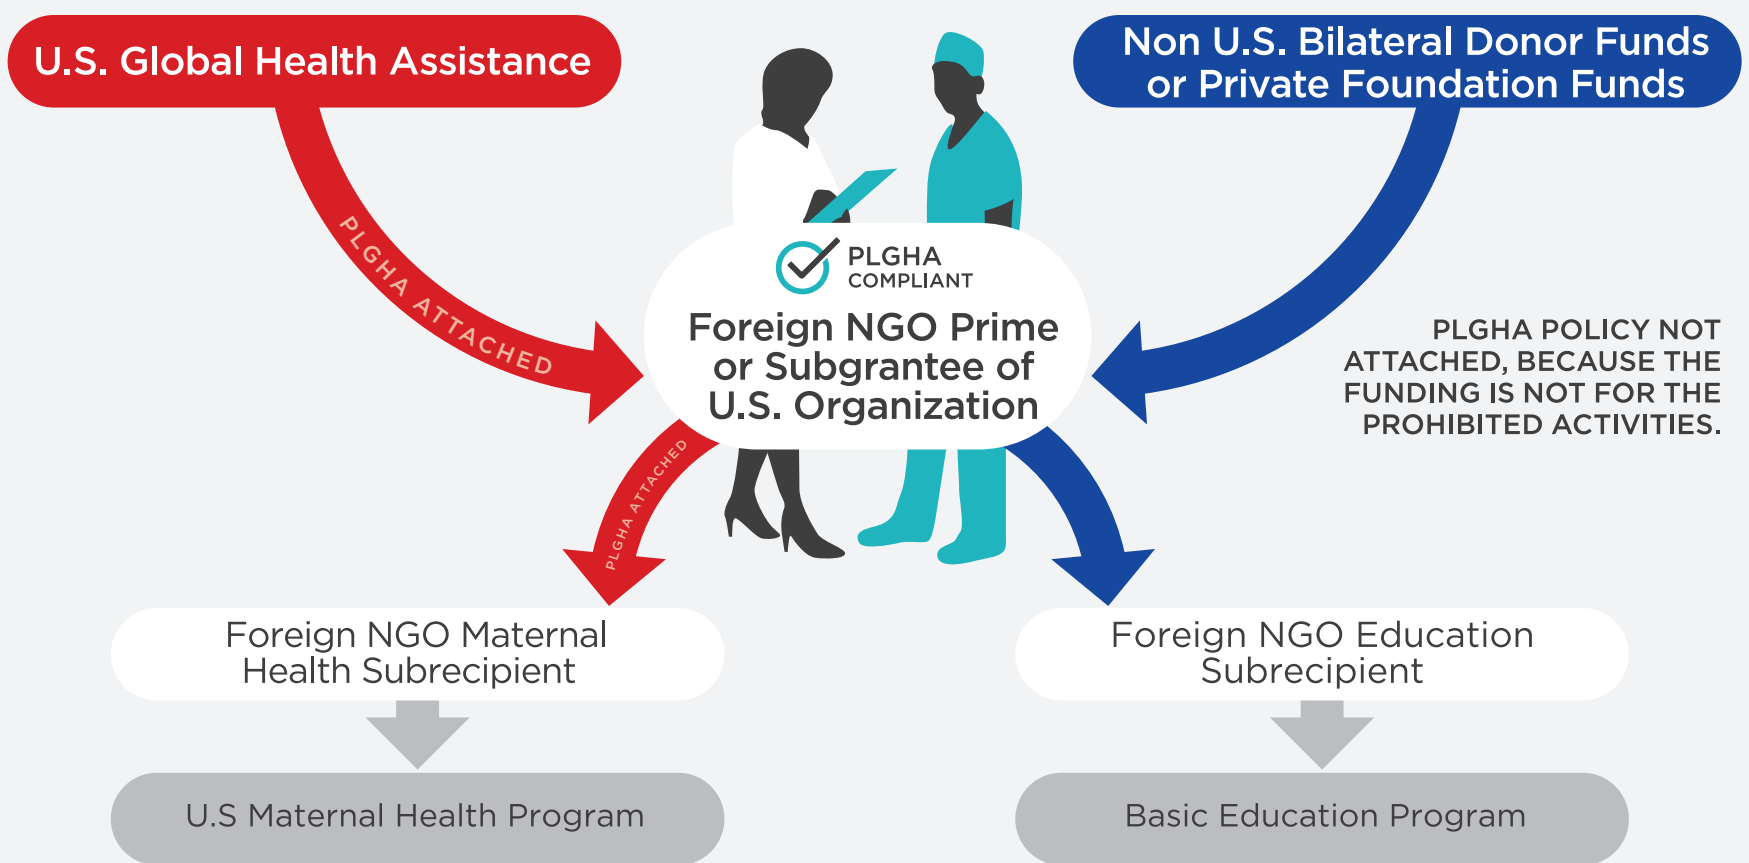 U.S. Global Health Assistance
Non U.S. Bilateral Donor Funds
or Private Foundation Funds
PLGHA ATTACHED
PLGHA
COMPLIANT
Foreign NGO Prime
or Subgrantee of
U.S. Organization
PLGHA POLICY NOT
ATTACHED, BECAUSE THE
FUNDING IS NOT FOR THE
PROHIBITED ACTIVITIES.
PLGHA ATTACHED
Foreign NGO Maternal
Health Subrecipient
Foreign NGO Education
Subrecipient
U.S Maternal Health Program
Basic Education Program